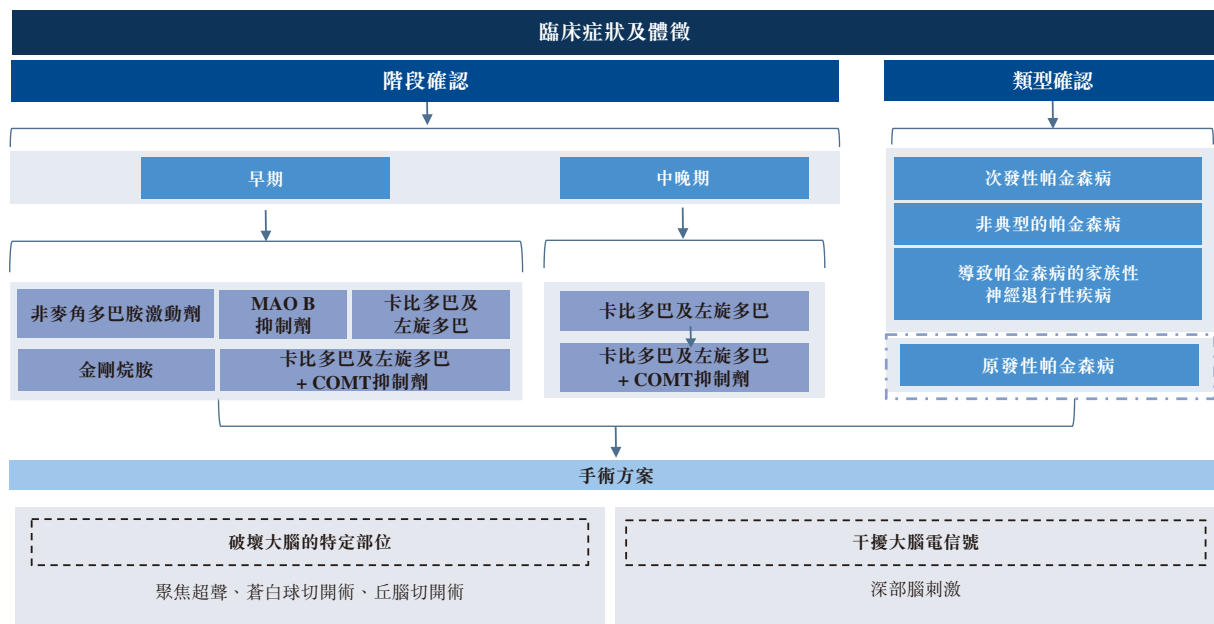 臨床症狀及體徵
階段確認
類型確認
早期
中晚期
次發性帕金森病
非典型的帕金森病
導致帕金森病的家族性
神經退行性疾病
原發性帕金森病
非麥角多巴胺激動劑
MAO B
抑制劑
卡比多巴及
左旋多巴
金剛烷胺
卡比多巴及左旋多巴
+ COMT抑制劑
卡比多巴及左旋多巴
卡比多巴及左旋多巴
+ COMT抑制劑
手術方案
破壞大腦的特定部位
聚焦超聲、蒼白球切開術、丘腦切開術
干擾大腦電信號
深部腦刺激